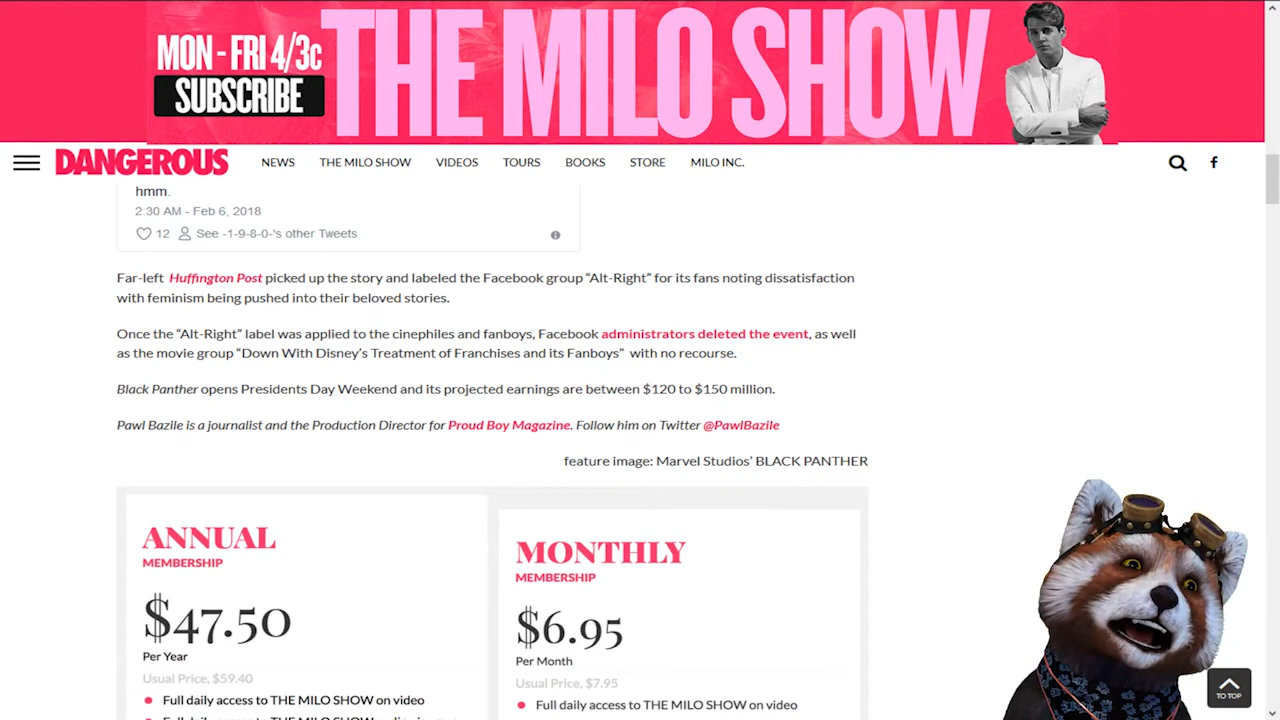 MON - FRI 4/3c
SUBSCRIBE
THE MILO SHOW
DANGEROUS
NEWS THE MILO SHOW VIDEOS TOURS BOOKS STORE MILO INC.
hmm.
2:30 AM - Feb 6, 2018
12 See -1-9-8-0-'s other Tweets
Far-left Huffington Post picked up the story and labeled the Facebook group “Alt-Right” for its fans noting dissatisfaction
with feminism being pushed into their beloved stories.
Once the “Alt-Right” label was applied to the cinephiles and fanboys, Facebook administrators deleted the event, as well
as the movie group “Down With Disney’s Treatment of Franchises and its Fanboys” with no recourse.
Black Panther opens Presidents Day Weekend and its projected earnings are between $120 to $150 million.
Pawl Bazile is a journalist and the Production Director for Proud Boy Magazine. Follow him on Twitter @PawlBazile
feature image: Marvel Studios’ BLACK PANTHER
ANNUAL
MEMBERSHIP
$47.50
Per Year
Usual Price, $59.40
Full daily access to THE MILO SHOW on video
MONTHLY
MEMBERSHIP
$6.95
Per Month
Usual Price, $7.95
Full daily access to THE MILO SHOW on video
TO TOP